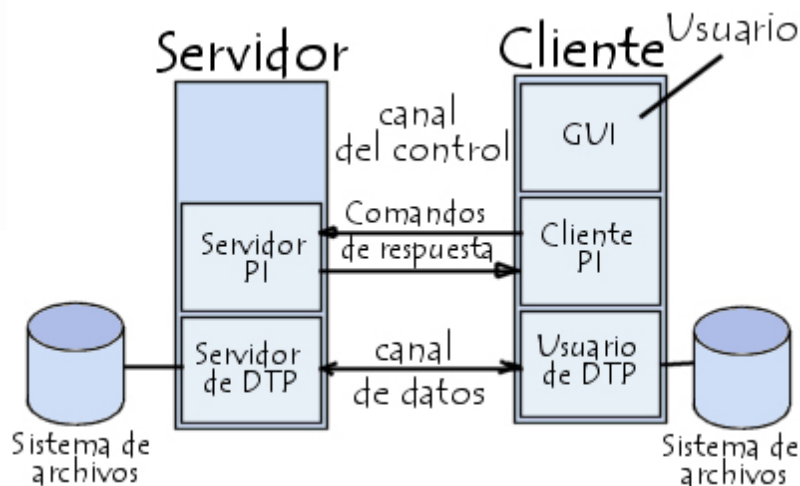 Servidor
Cliente
Usuario
canal
del control
GUI
Comandos
de respuesta
Servidor
PI
Cliente
PI
Servidor
de DTP
canal
de datos
Usuario
de DTP
Sistema de
archivos
Sistema de
archivos